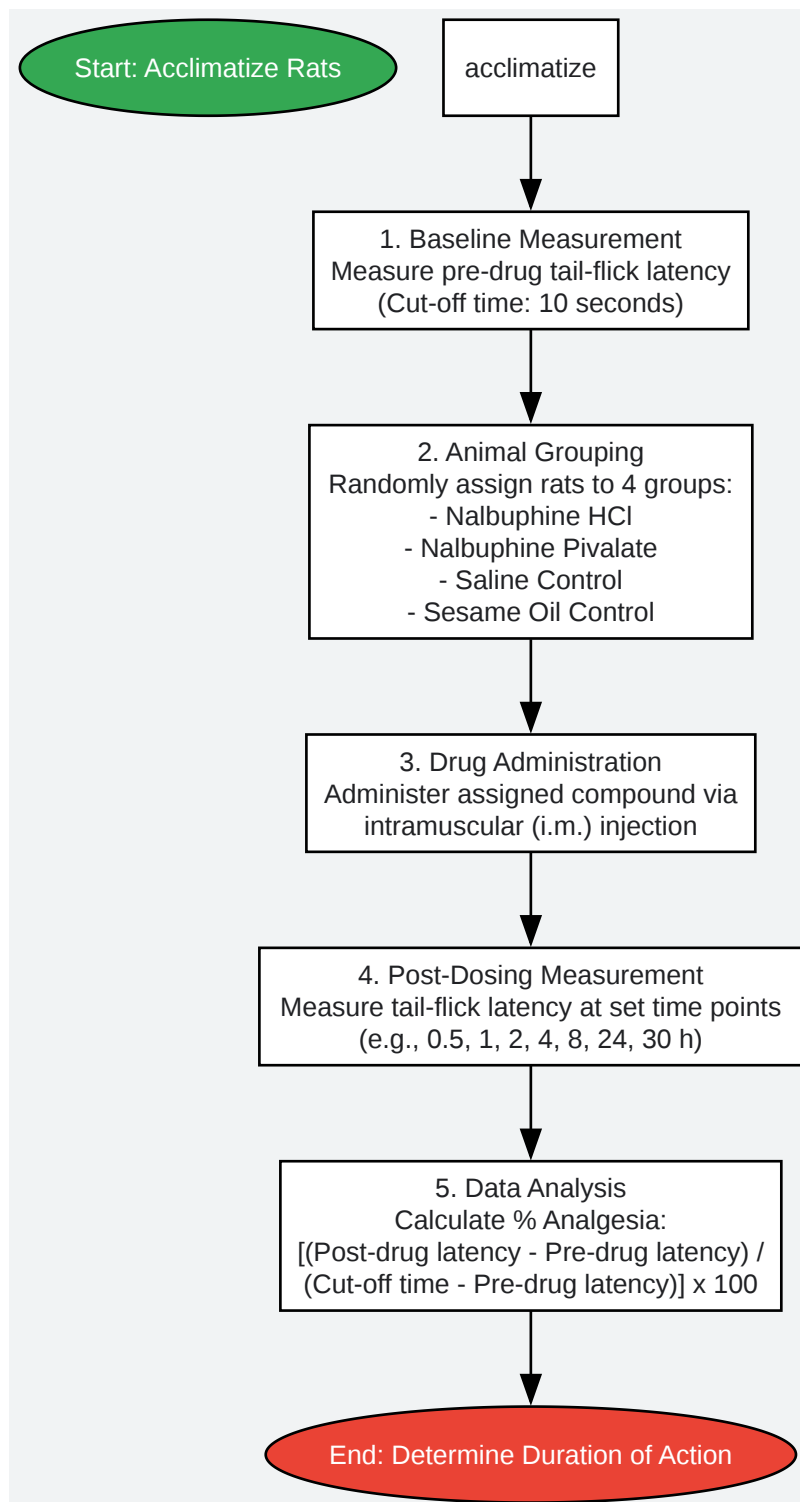 Start: Acclimatize Rats
acclimatize
1. Baseline Measurement
Measure pre-drug tail-flick latency
(Cut-off time: 10 seconds)
2. Animal Grouping
Randomly assign rats to 4 groups:
- Nalbuphine HCl
- Nalbuphine Pivalate
- Saline Control
- Sesame Oil Control
3. Drug Administration
Administer assigned compound via
intramuscular (i.m.) injection
4. Post-Dosing Measurement
Measure tail-flick latency at set time points
(e.g., 0.5, 1, 2, 4, 8, 24, 30 h)
5. Data Analysis
Calculate % Analgesia:
[(Post-drug latency - Pre-drug latency) /
(Cut-off time - Pre-drug latency)] x 100
End: Determine Duration of Action